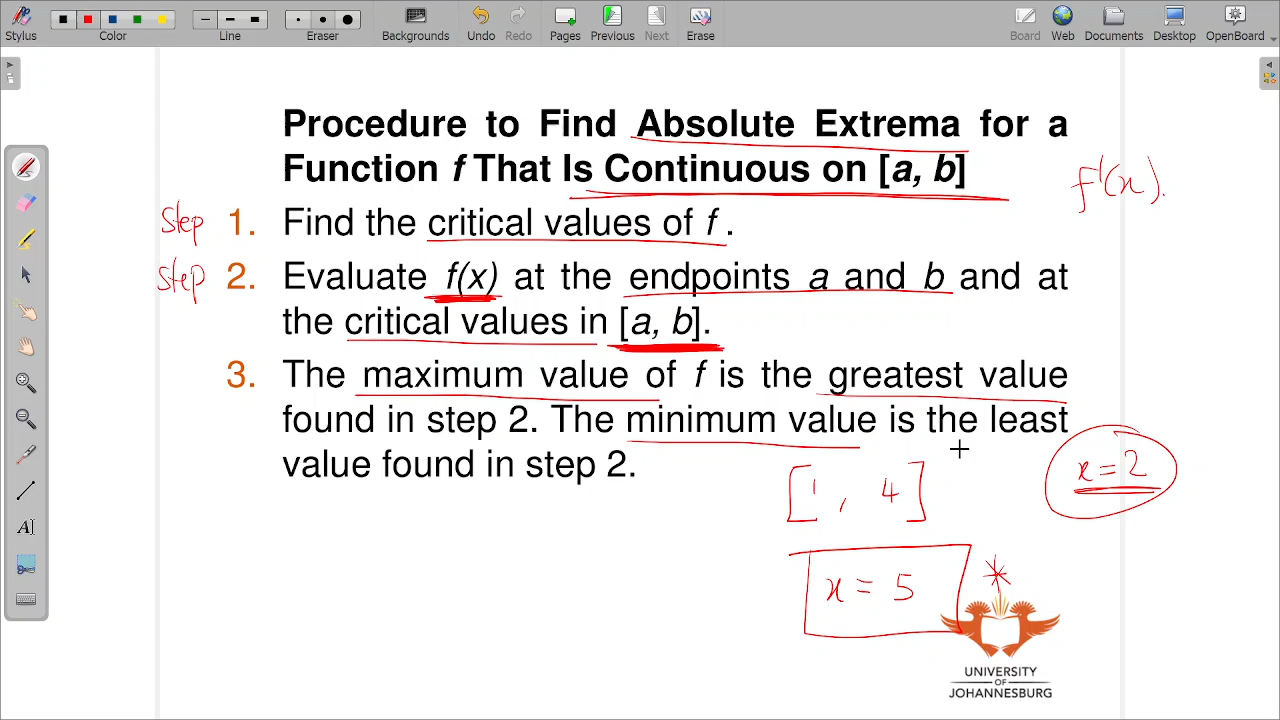 Stylus Color Line Eraser Backgrounds Undo Redo Pages Previous Next Erase Board Web Documents Desktop OpenBoard
Procedure to Find Absolute Extrema for a
Function f That Is Continuous on [a, b]
f'(x).
Step 1. Find the critical values of f .
Step 2. Evaluate f(x) at the endpoints a and b and at
the critical values in [a, b].
3. The maximum value of f is the greatest value
found in step 2. The minimum value is the least
value found in step 2.
x = 2
[1 , 4]
x = 5 *
UNIVERSITY
OF
JOHANNESBURG